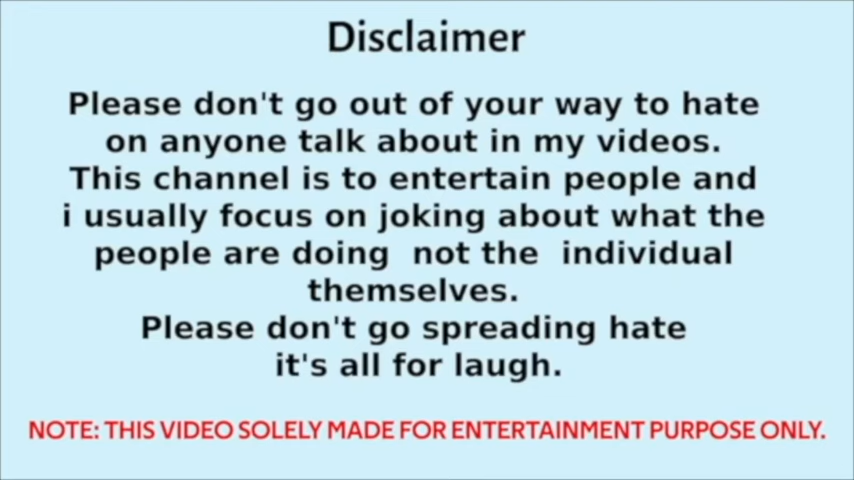 Disclaimer
Please don't go out of your way to hate
on anyone talk about in my videos.
This channel is to entertain people and
i usually focus on joking about what the
people are doing not the individual
themselves.
Please don't go spreading hate
it's all for laugh.
NOTE: THIS VIDEO SOLELY MADE FOR ENTERTAINMENT PURPOSE ONLY.